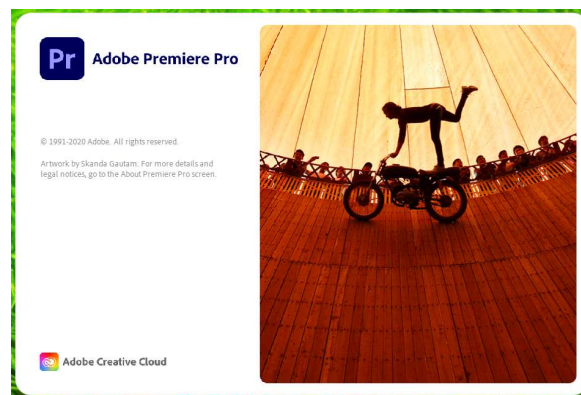 Pr Adobe Premiere Pro
© 1991-2020 Adobe. All rights reserved.
Artwork by Skanda Gautam. For more details and
legal notices, go to the About Premiere Pro screen.
Adobe Creative Cloud